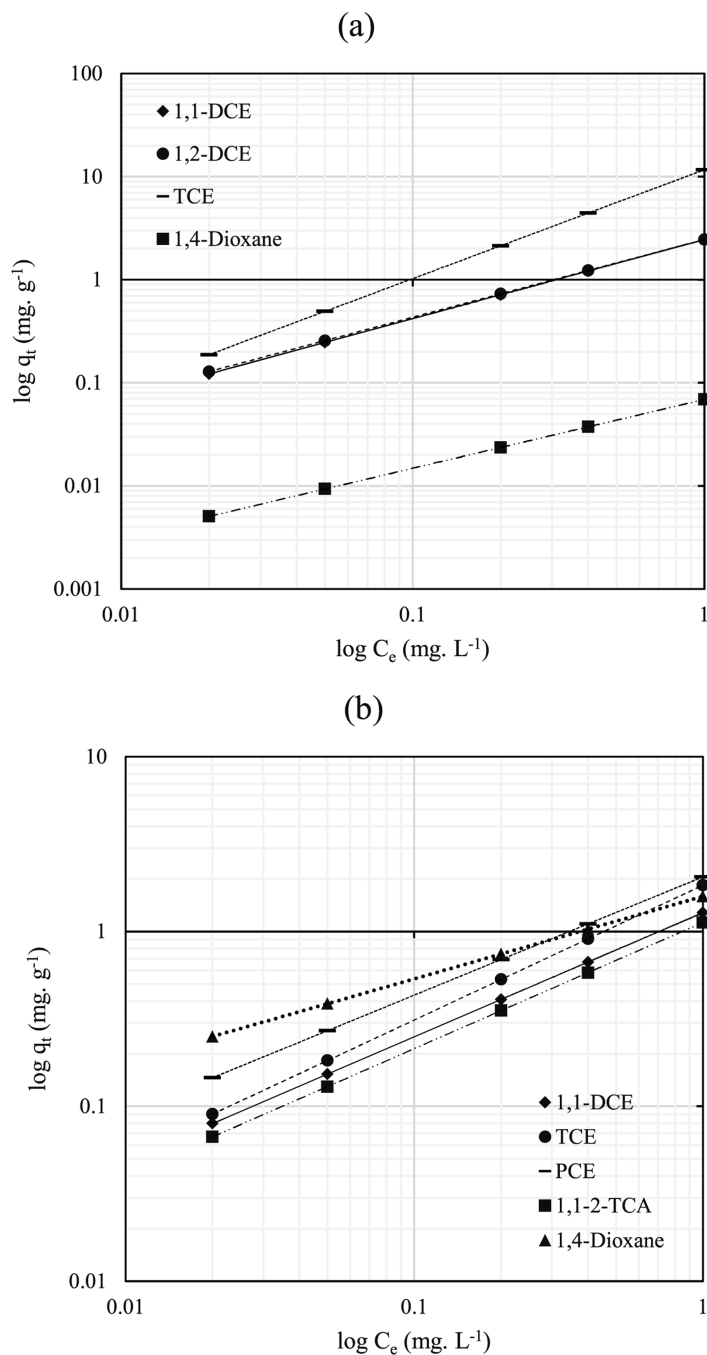 (a)
100
10
1
0.1
0.01
0.001
0.01
0.1
1
log qt (mg. g-1)
log Ce (mg. L-1)
1,1-DCE
1,2-DCE
TCE
1,4-Dioxane
(b)
10
1
0.1
0.01
0.01
0.1
1
log qt (mg. g-1)
log Ce (mg. L-1)
1,1-DCE
TCE
PCE
1,1-2-TCA
1,4-Dioxane